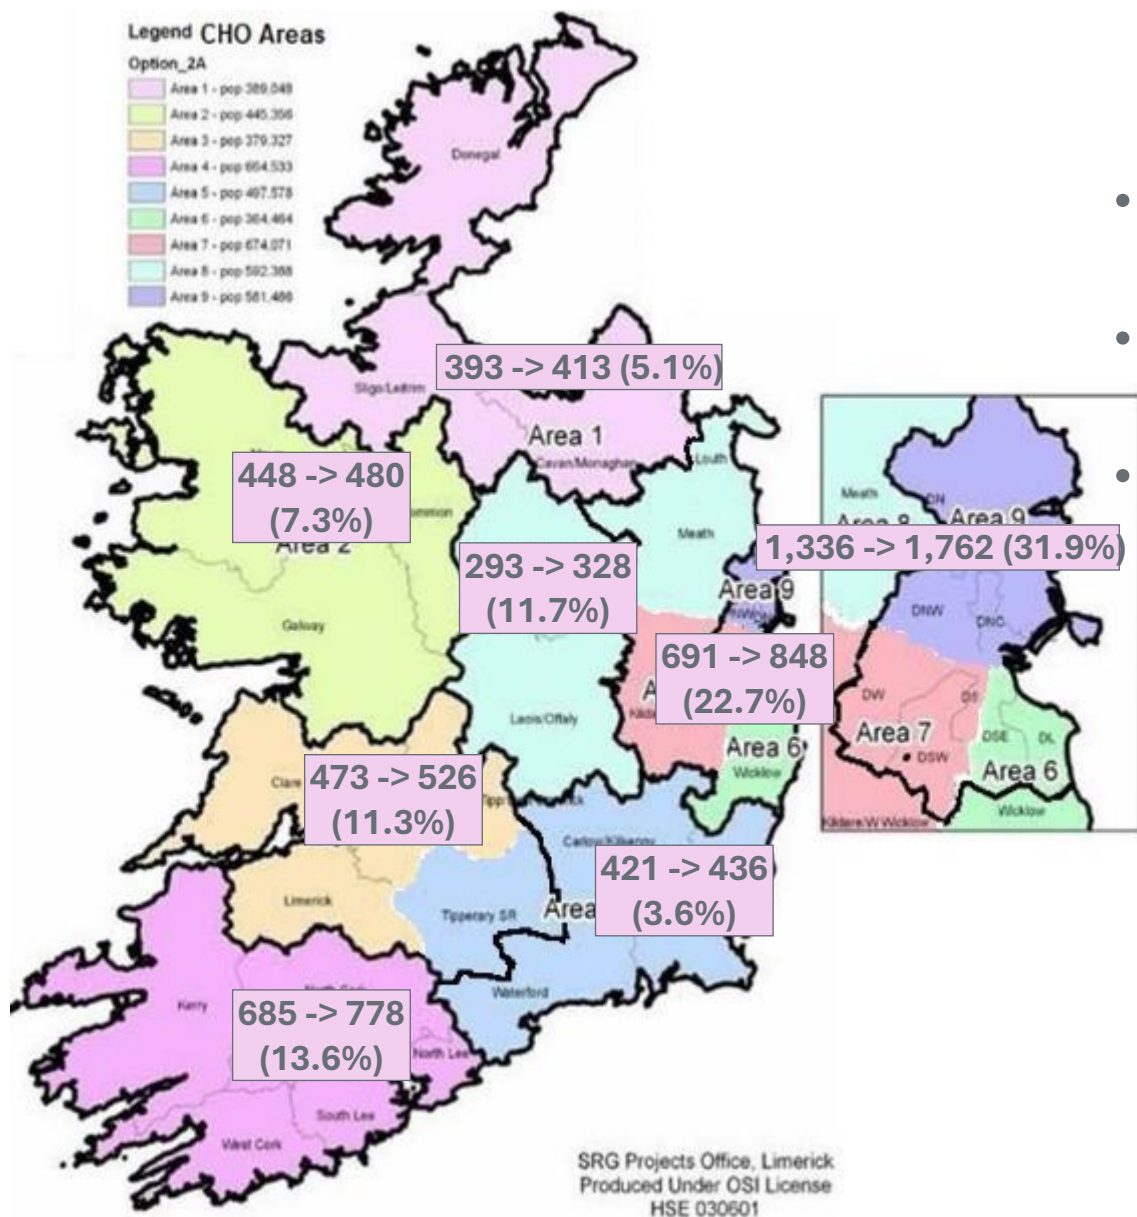 Legend CHO Areas
Option_2A
Area 1 - pop 389,048
Area 2 - pop 445,356
Area 3 - pop 379,327
Area 4 - pop 664,533
Area 5 - pop 497,578
Area 6 - pop 364,464
Area 7 - pop 674,071
Area 8 - pop 592,388
Area 9 - pop 581,486
Donegal
•
•
•
Sligo/Leitrim
393 -> 413 (5.1%)
Area 1
Cavan/Monaghan
Louth
448 -> 480
(7.3%)
Area 2
Galway
293 -> 328
(11.7%)
Meath
Laois/Offaly
Area 9
691 -> 848
(22.7%)
Area 6
Wicklow
Meath
Area 8
DN
Area 9
1,336 -> 1,762 (31.9%)
DNW
DNC
DW
DS
Area 7
DSW
DSE
DL
Area 6
Wicklow
Kildare/W Wicklow
Clare
473 -> 526
(11.3%)
Limerick
Carlow/Kilkenny
421 -> 436
(3.6%)
Area
Tipperary SR
Waterford
Kerry
685 -> 778
(13.6%)
North Lee
South Lee
West Cork
SRG Projects Office, Limerick
Produced Under OSI License
HSE 030601